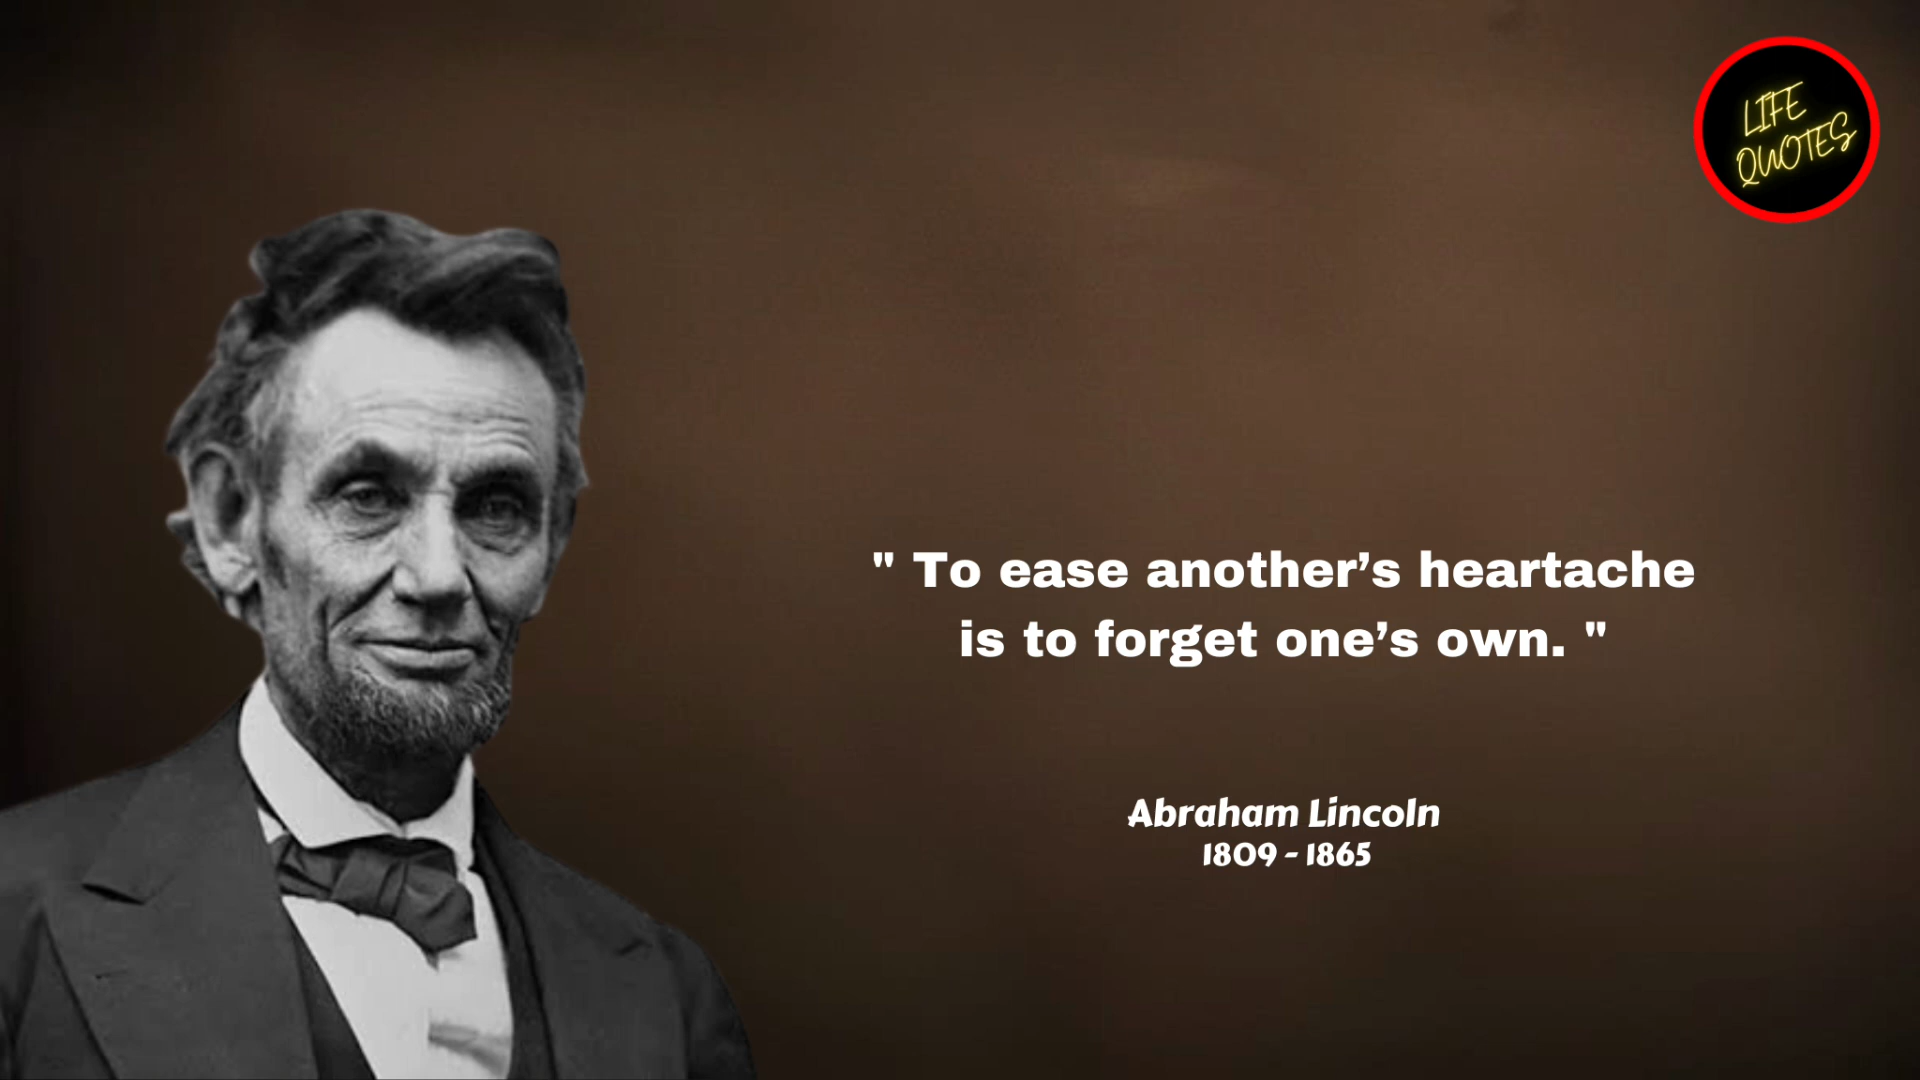 LIFE
QUOTES
" To ease another’s heartache
is to forget one’s own. "
Abraham Lincoln
1809 - 1865